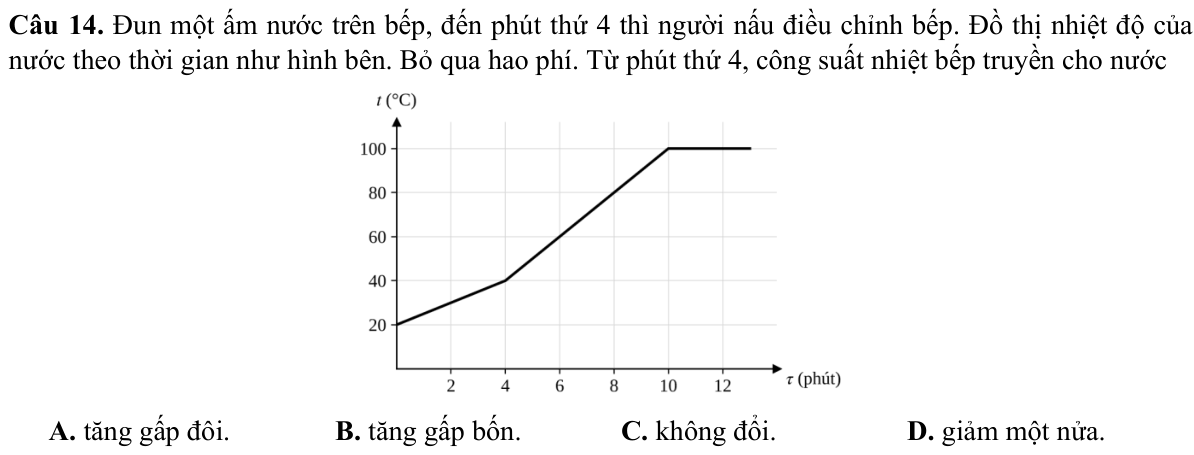 Câu 14. Đun một ấm nước trên bếp, đến phút thứ 4 thì người nấu điều chỉnh bếp. Đồ thị nhiệt độ của
nước theo thời gian như hình bên. Bỏ qua hao phí. Từ phút thứ 4, công suất nhiệt bếp truyền cho nước
t (°C)
100
80
60
40
20
2 4 6 8 10 12
τ (phút)
A. tăng gấp đôi. B. tăng gấp bốn. C. không đổi. D. giảm một nửa.